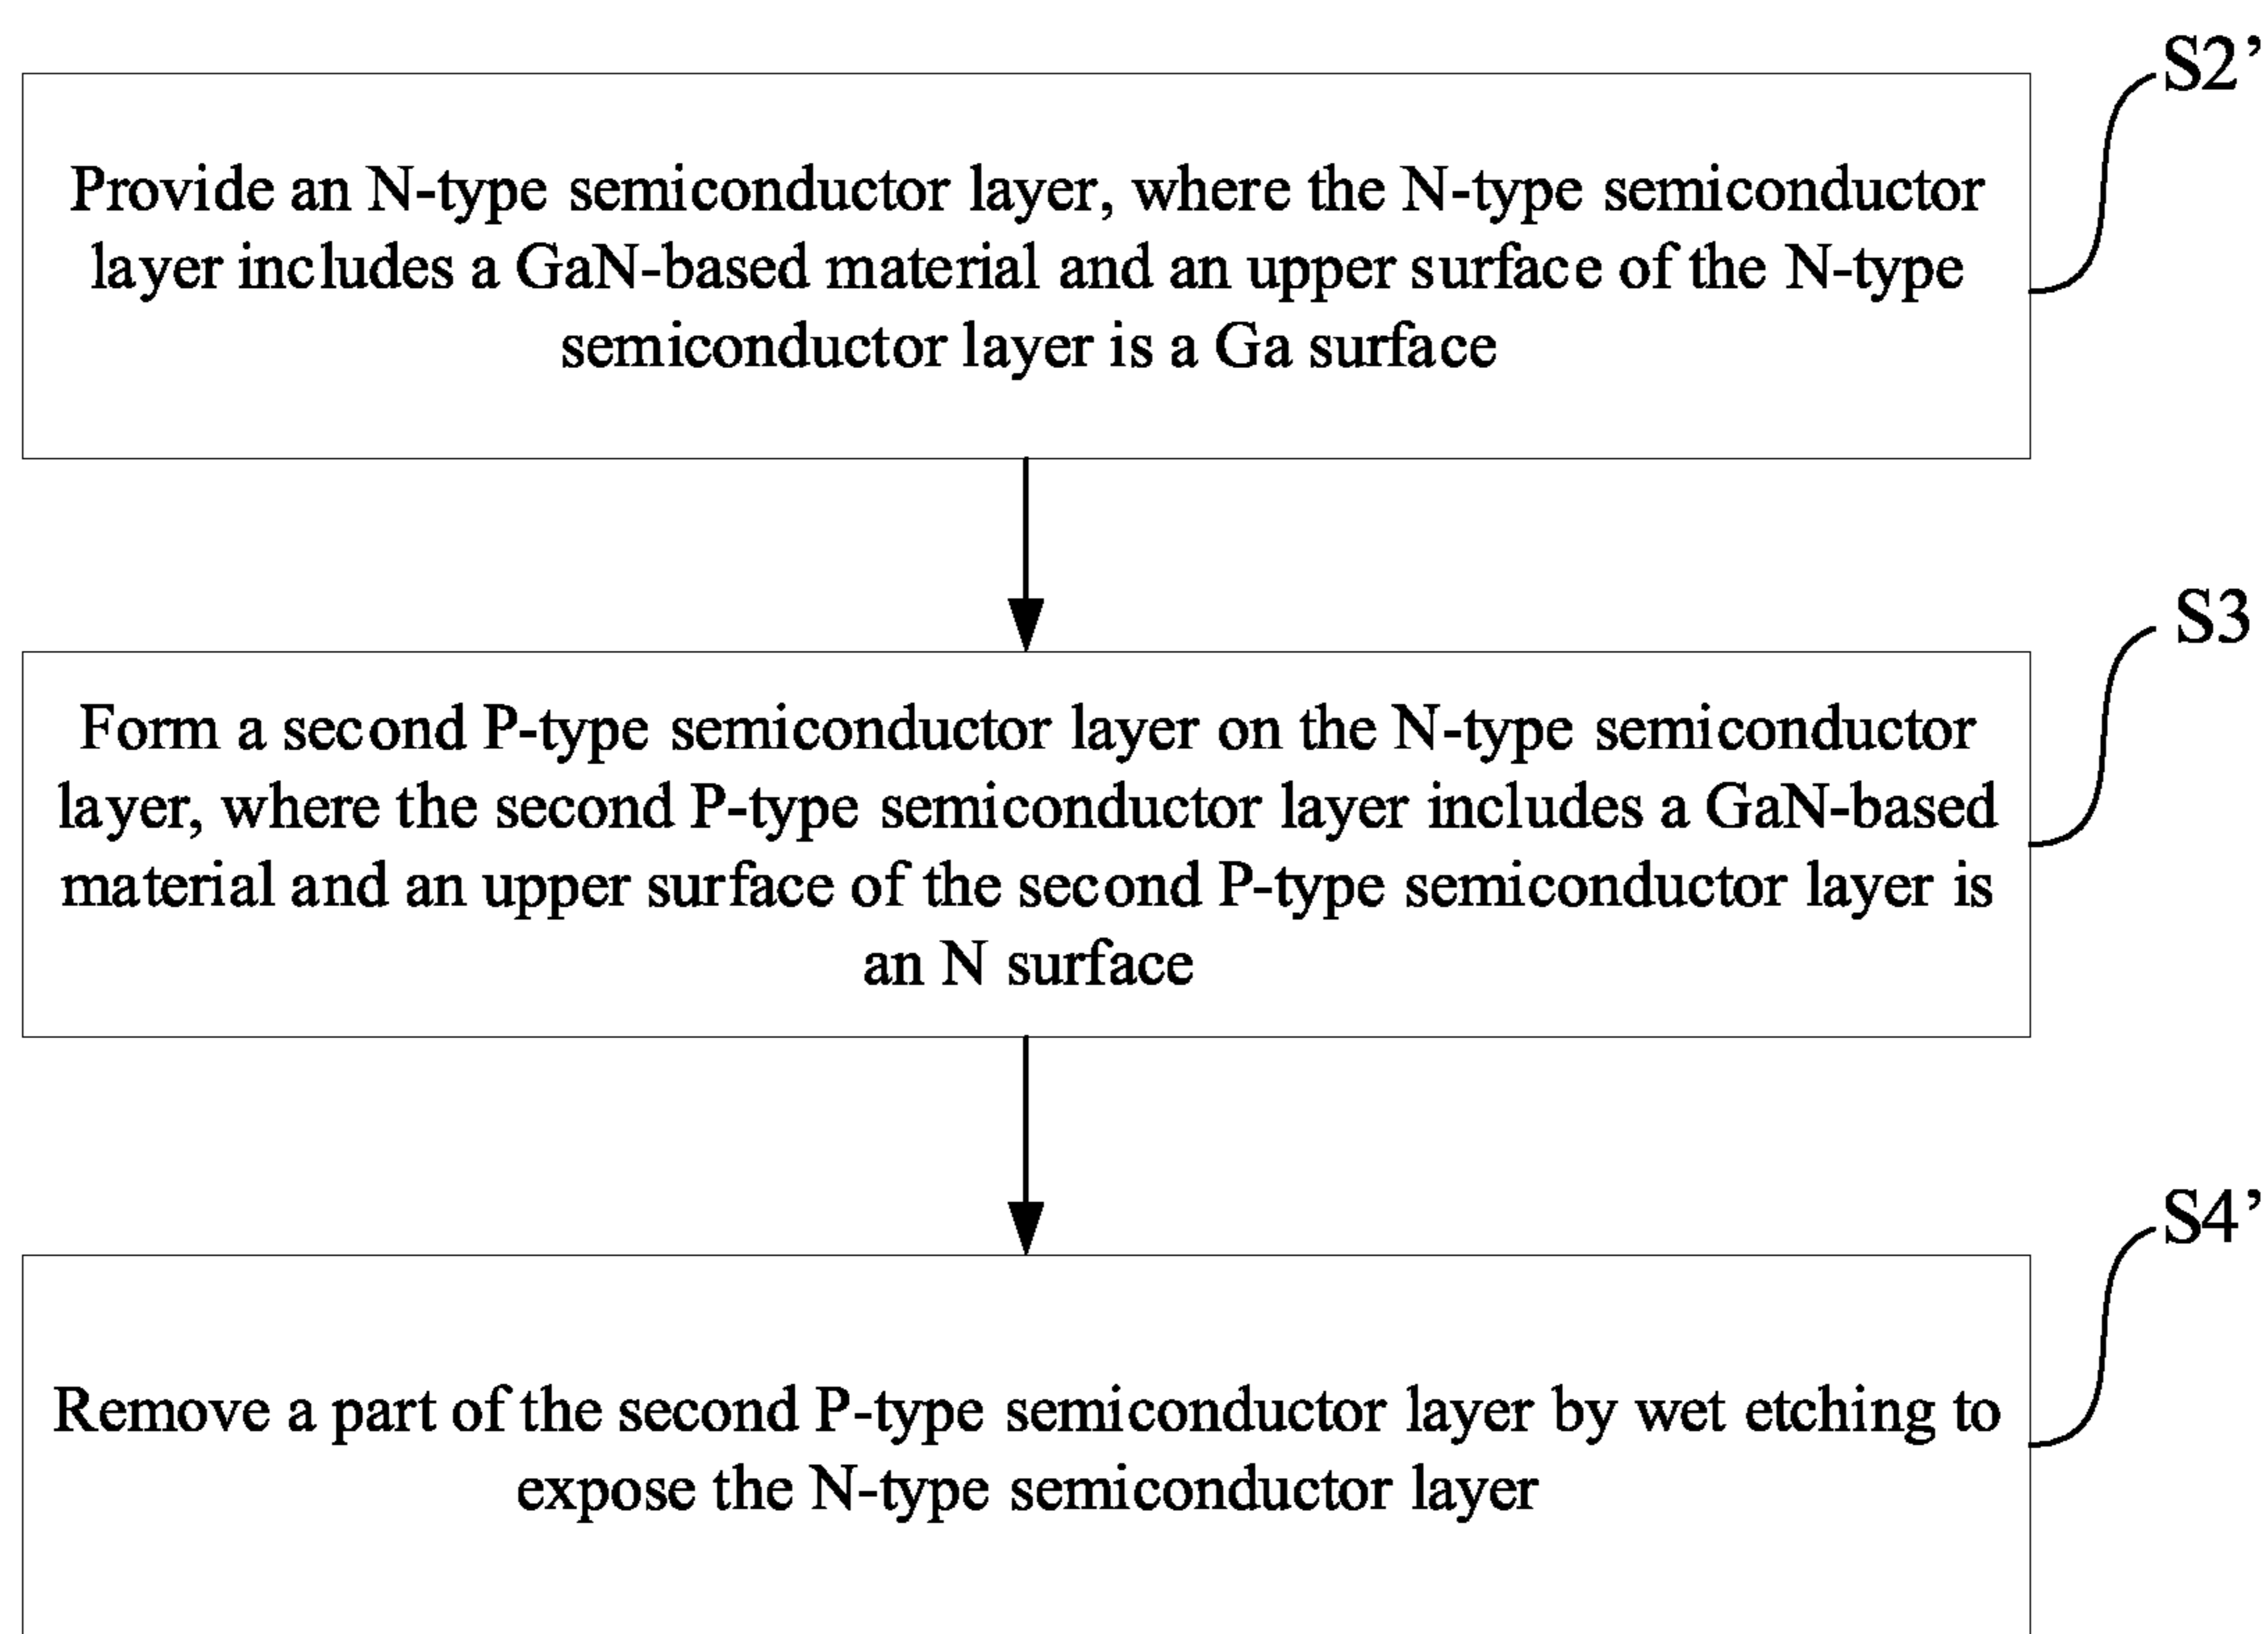 S2’
Provide an N-type semiconductor layer, where the N-type semiconductor
layer includes a GaN-based material and an upper surface of the N-type
semiconductor layer is a Ga surface
S3
Form a second P-type semiconductor layer on the N-type semiconductor
layer, where the second P-type semiconductor layer includes a GaN-based
material and an upper surface of the second P-type semiconductor layer is
an N surface
S4’
Remove a part of the second P-type semiconductor layer by wet etching to
expose the N-type semiconductor layer